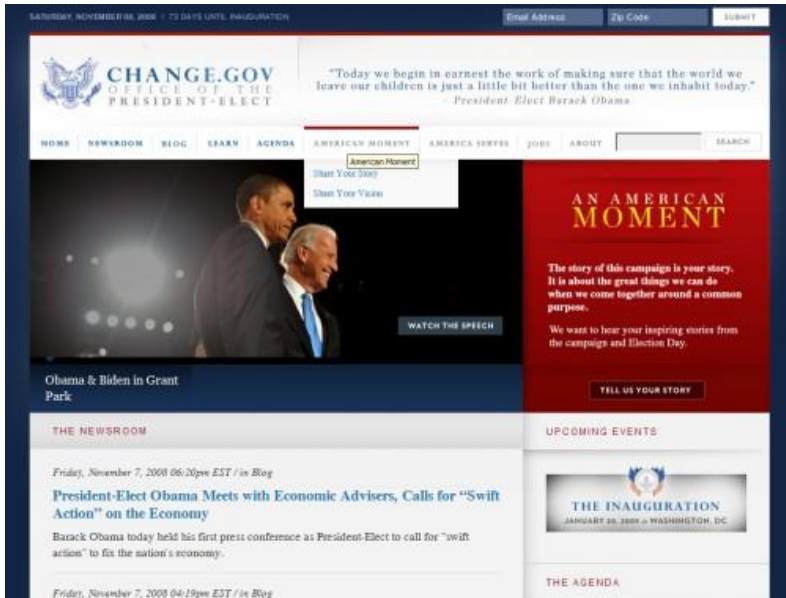 SATURDAY, NOVEMBER 08, 2008 | 73 DAYS UNTIL INAUGURATION
Email Address
Zip Code
SUBMIT
CHANGE.GOV
OFFICE OF THE
PRESIDENT-ELECT
"Today we begin in earnest the work of making sure that the world we
leave our children is just a little bit better than the one we inhabit today."
- President-Elect Barack Obama
HOME
NEWSROOM
BLOG
LEARN
AGENDA
AMERICAN MOMENT
AMERICA SERVES
JOBS
ABOUT
SEARCH
American Moment
Share Your Story
Share Your Vision
WATCH THE SPEECH
Obama & Biden in Grant
Park
AN AMERICAN
MOMENT
The story of this campaign is your story.
It is about the great things we can do
when we come together around a common
purpose.
We want to hear your inspiring stories from
the campaign and Election Day.
TELL US YOUR STORY
THE NEWSROOM
Friday, November 7, 2008 06:20pm EST / in Blog
President-Elect Obama Meets with Economic Advisers, Calls for “Swift
Action” on the Economy
Barack Obama today held his first press conference as President-Elect to call for "swift
action" to fix the nation's economy.
Friday, November 7, 2008 04:19pm EST / in Blog
UPCOMING EVENTS
THE INAUGURATION
JANUARY 20, 2009 in WASHINGTON, DC
THE AGENDA